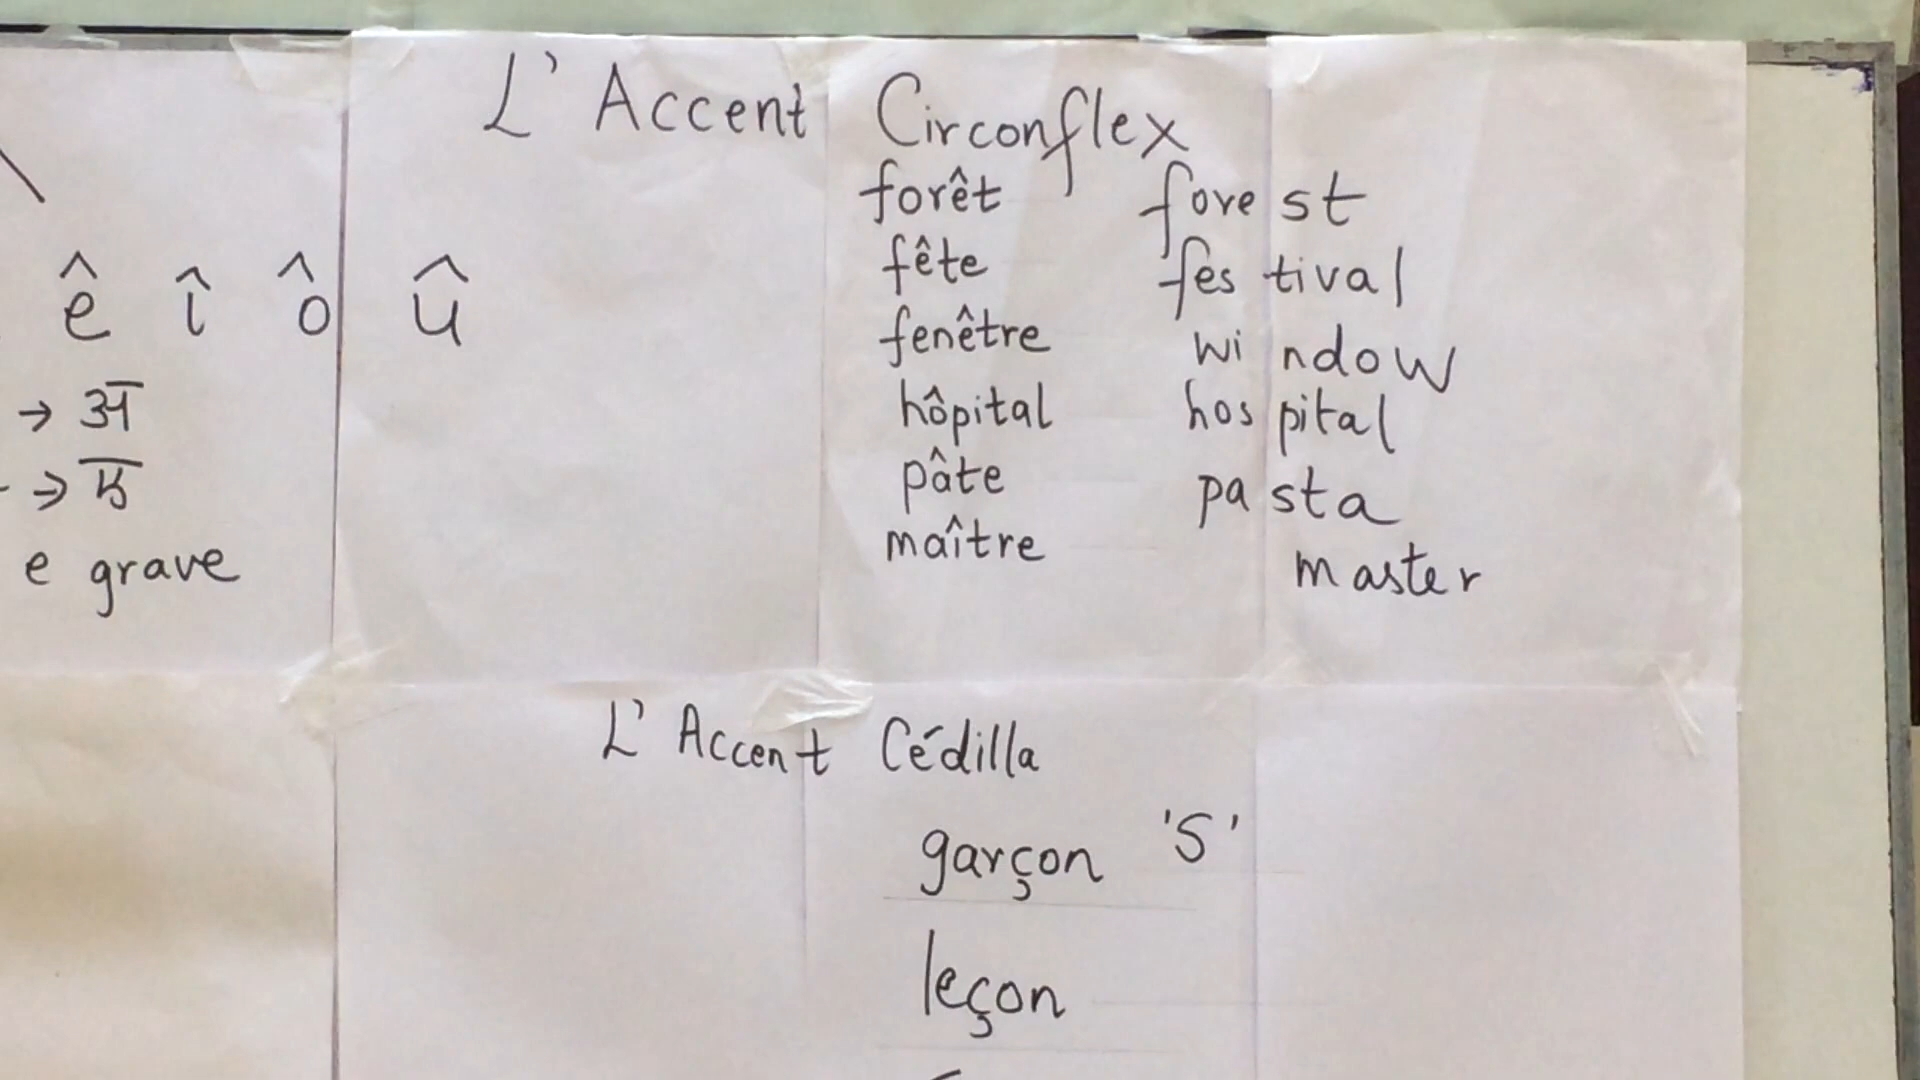 L' Accent Circonflex
forêt forest
fête festival
fenêtre window
hôpital hospital
pâte pasta
maître master
ê î ô û
→ अ
→
e grave
L' Accent Cédilla
garçon 'S'
leçon